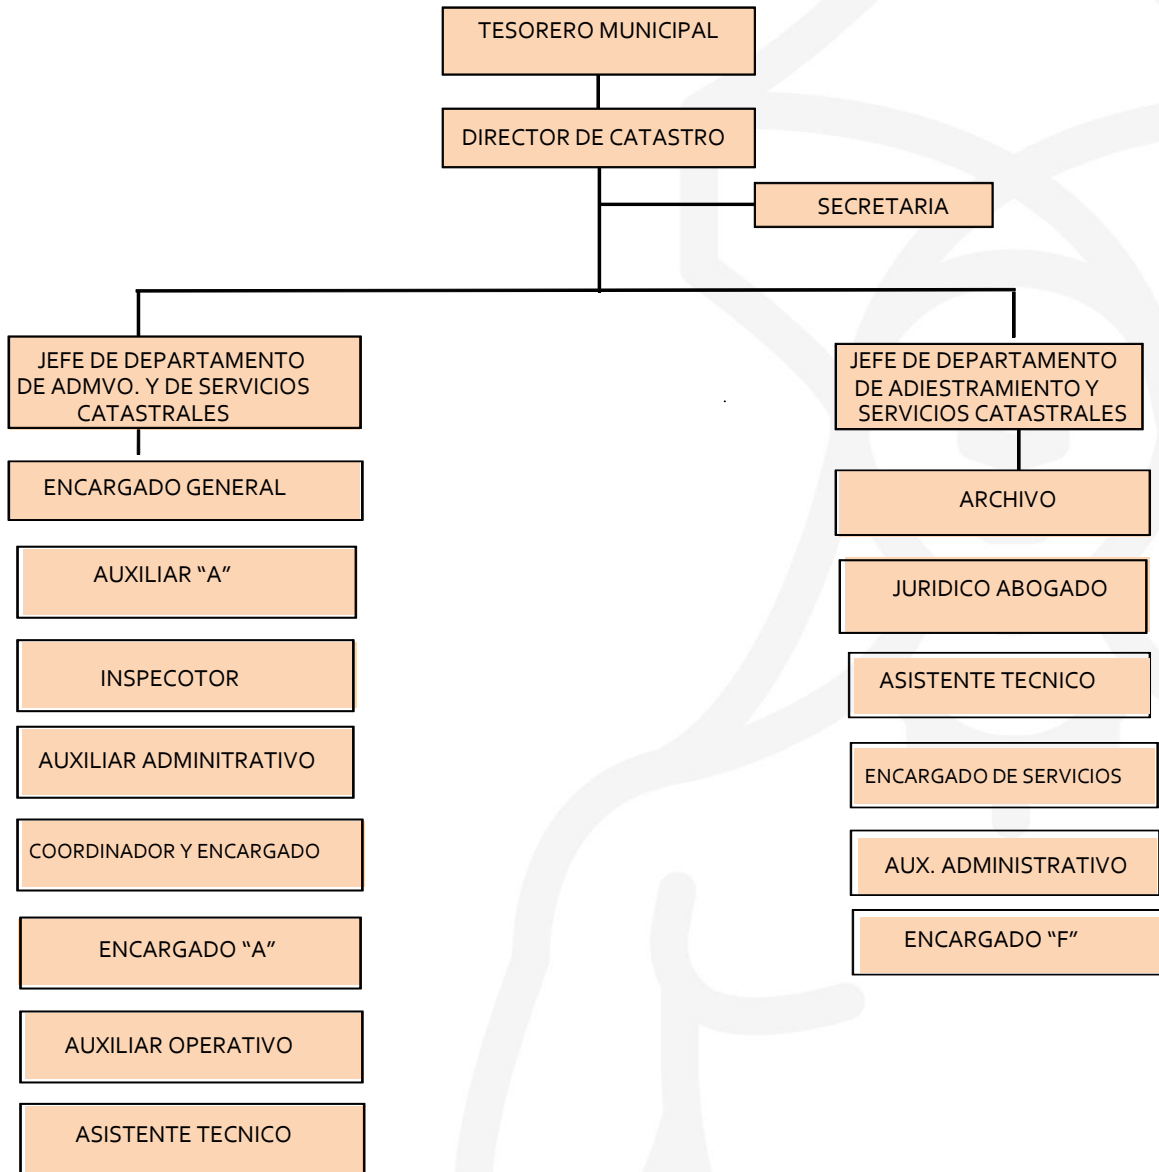 TESORERO MUNICIPAL
DIRECTOR DE CATASTRO
SECRETARIA
JEFE DE DEPARTAMENTO
DE ADMVO. Y DE SERVICIOS
CATASTRALES
ENCARGADO GENERAL
AUXILIAR “A”
INSPECOTOR
AUXILIAR ADMINITRATIVO
COORDINADOR Y ENCARGADO
ENCARGADO “A”
AUXILIAR OPERATIVO
ASISTENTE TECNICO
JEFE DE DEPARTAMENTO
DE ADIESTRAMIENTO Y
SERVICIOS CATASTRALES
ARCHIVO
JURIDICO ABOGADO
ASISTENTE TECNICO
ENCARGADO DE SERVICIOS
AUX. ADMINISTRATIVO
ENCARGADO “F”